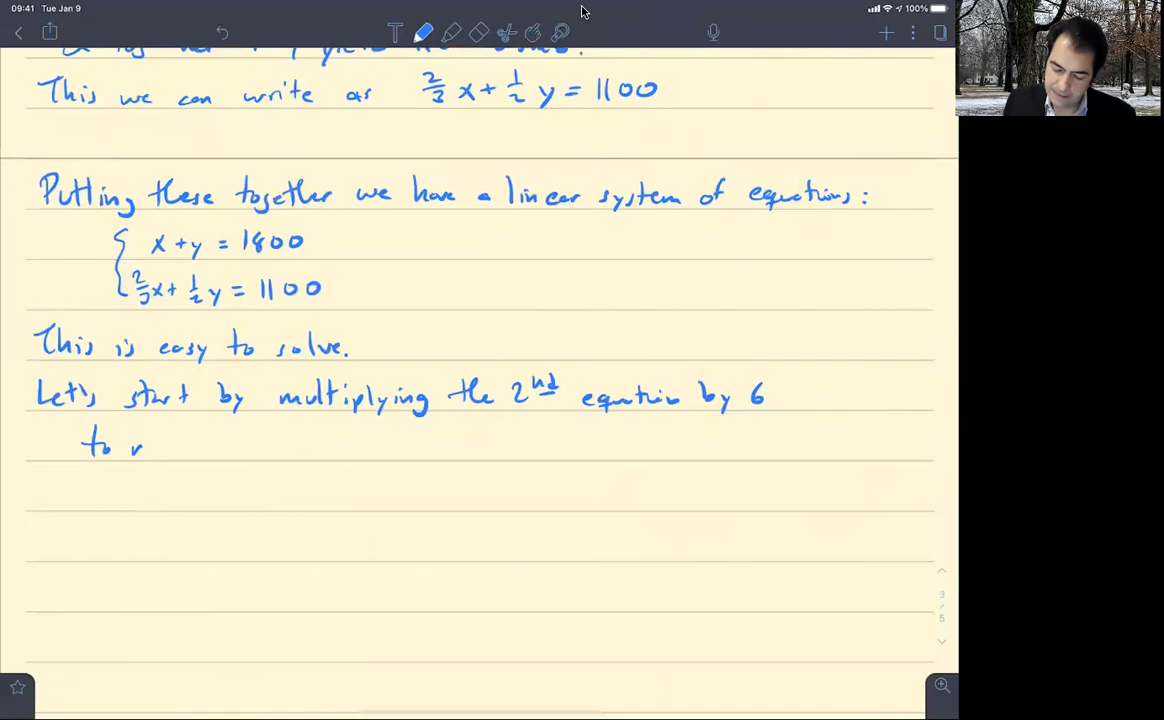 09:41 Tue Jan 9 100%
This we can write as 2/3 x + 1/2 y = 1100
Putting these together we have a linear system of equations:
x + y = 1800
2/3 x + 1/2 y = 1100
This is easy to solve.
Let's start by multiplying the 2nd equation by 6
to
3
/
5